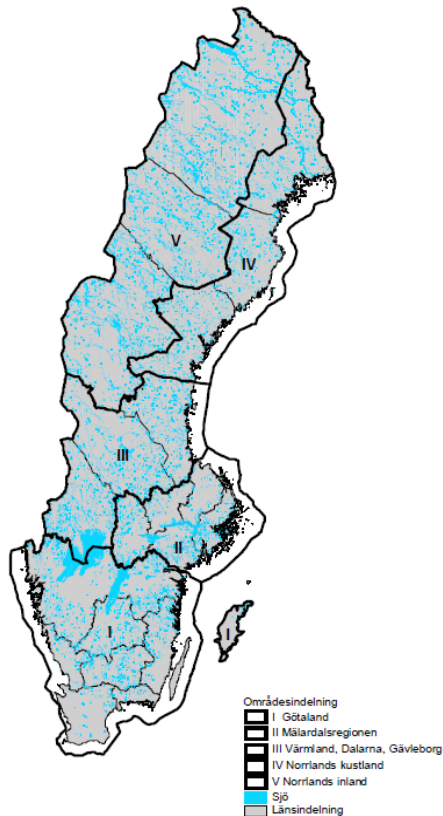 V
IV
III
II
I
I
Områdesindelning
I Götaland
II Mälardalsregionen
III Värmland, Dalarna, Gävleborg
IV Norrlands kustland
V Norrlands inland
Sjö
Länsindelning